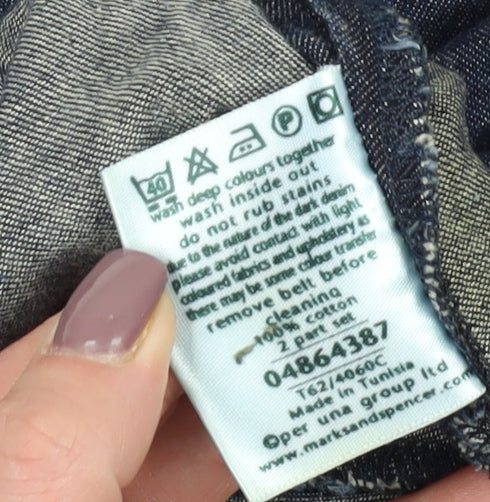 40 P
wash deep colours together
wash inside out
do not rub stains
due to the nature of the dark denim
please avoid contact with light
coloured fabrics and upholstery as
there may be some colour transfer
remove belt before
cleaning
100% cotton
2 part set
04864387
T62/4060C
Made in Tunisia
©per una group ltd
www.marksandspencer.com